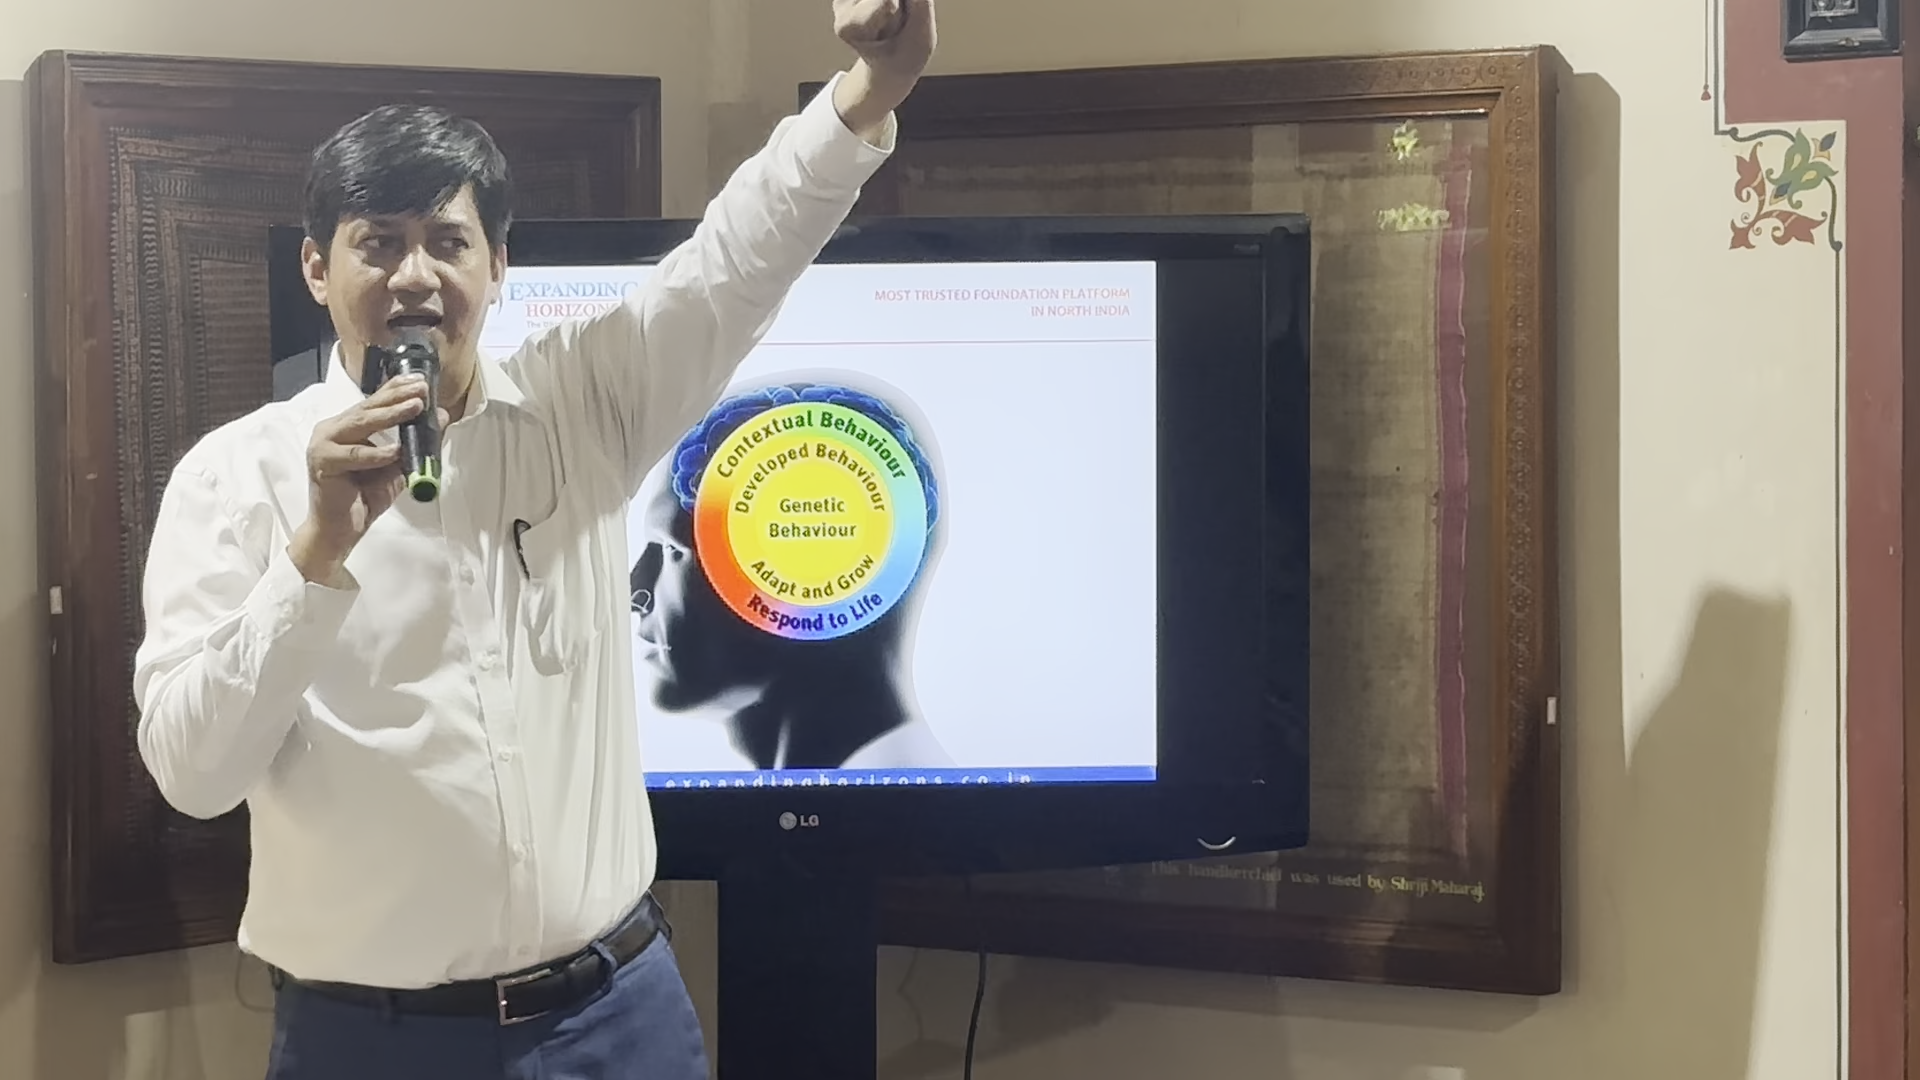 EXPANDING
HORIZON
MOST TRUSTED FOUNDATION PLATFORM
IN NORTH INDIA
Contextual Behaviour
Developed Behaviour
Genetic
Behaviour
Adapt and Grow
Respond to Life
expandinghorizons.co.in
LG
This handkerchief was used by Shriji Maharaj.